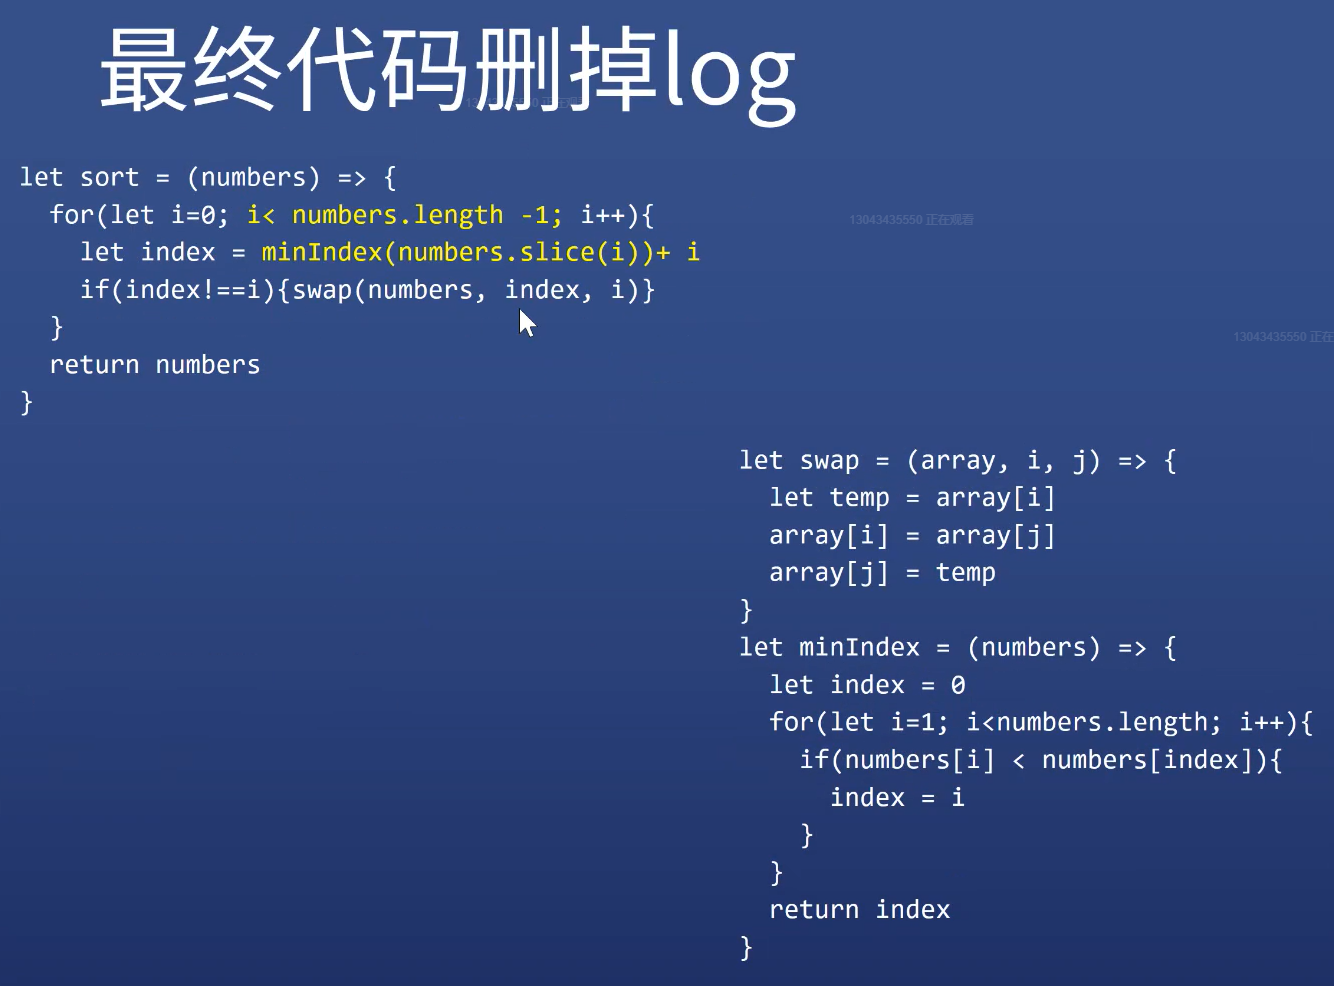 最终代码删掉log
let sort = (numbers) => {
for(let i=0; i< numbers.length -1; i++){
let index = minIndex(numbers.slice(i))+ i
if(index!==i){swap(numbers, index, i)}
}
return numbers
}
13043435550 正在观看
13043435550 正在
let swap = (array, i, j) => {
let temp = array[i]
array[i] = array[j]
array[j] = temp
}
let minIndex = (numbers) => {
let index = 0
for(let i=1; i<numbers.length; i++){
if(numbers[i] < numbers[index]){
index = i
}
}
return index
}